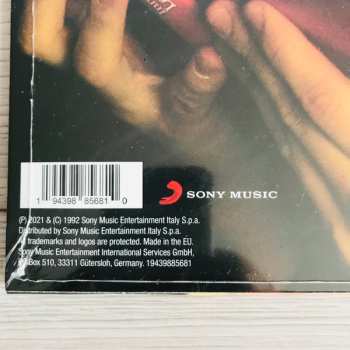 1 94398 85681 0
SONY MUSIC
(P) 2021 & (C) 1992 Sony Music Entertainment Italy S.p.a.
Distributed by Sony Music Entertainment Italy S.p.a.
All trademarks and logos are protected. Made in the EU.
Sony Music Entertainment International Services GmbH,
PO Box 510, 33311 Gütersloh, Germany. 19439885681